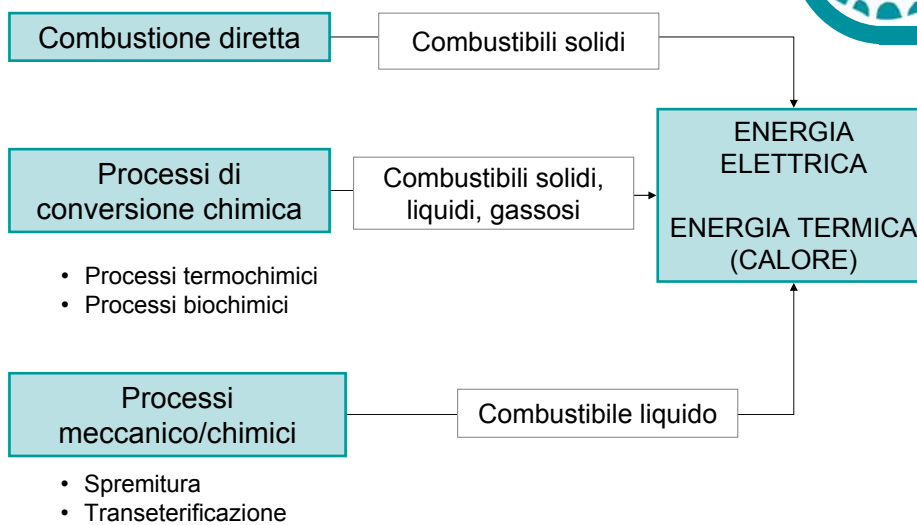 Combustione diretta
Combustibili solidi
ENERGIA
ELETTRICA
ENERGIA TERMICA
(CALORE)
Processi di
conversione chimica
Combustibili solidi,
liquidi, gassosi
• Processi termochimici
• Processi biochimici
Processi
meccanico/chimici
Combustibile liquido
• Spremitura
• Transeterificazione